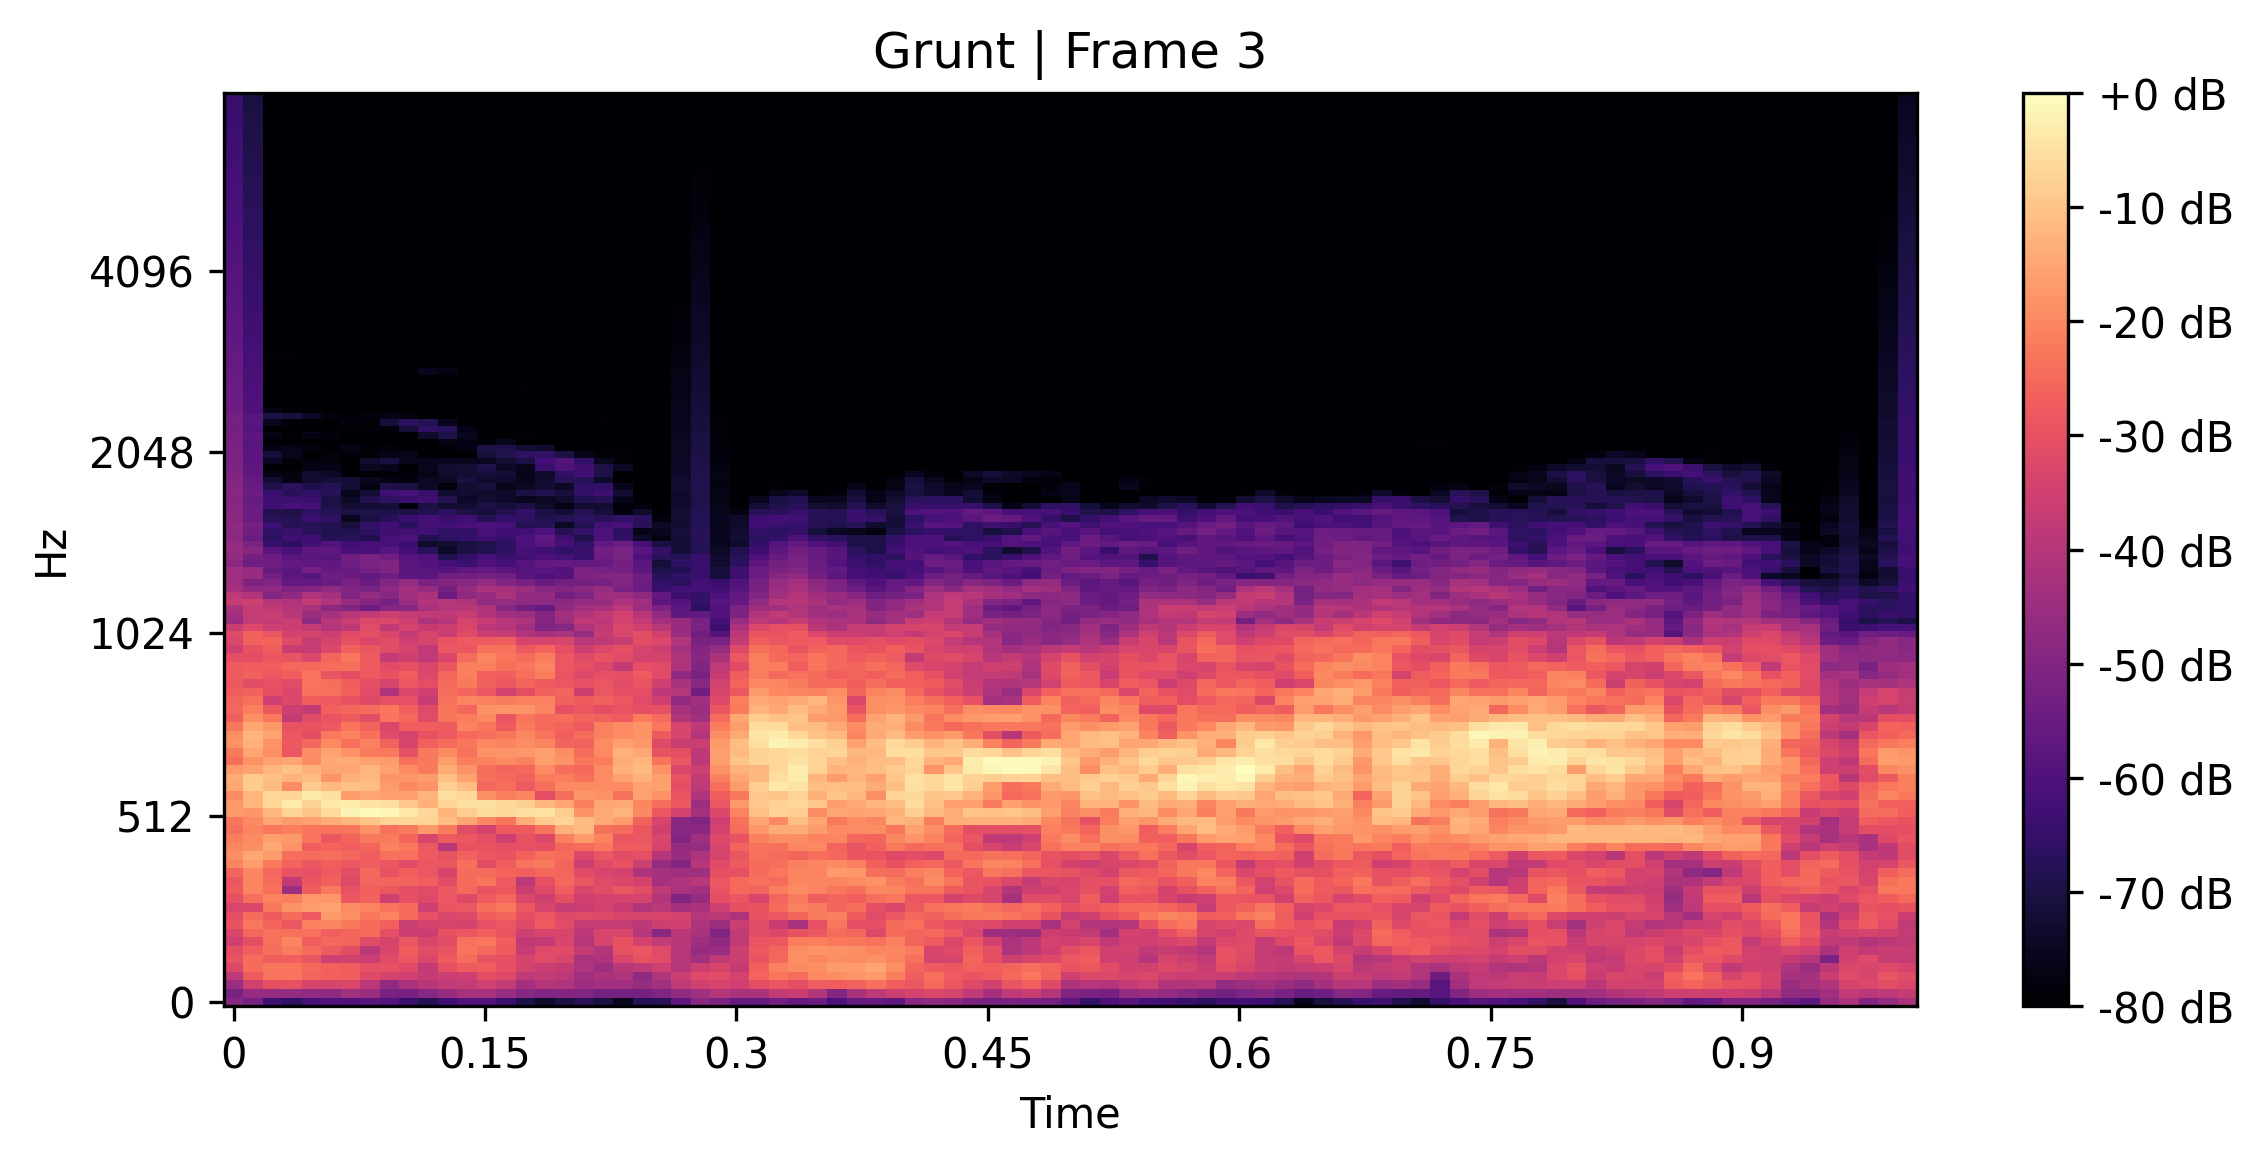 Grunt | Frame 3
Hz
4096
2048
1024
512
0
0 0.15 0.3 0.45 0.6 0.75 0.9
Time
+0 dB
-10 dB
-20 dB
-30 dB
-40 dB
-50 dB
-60 dB
-70 dB
-80 dB